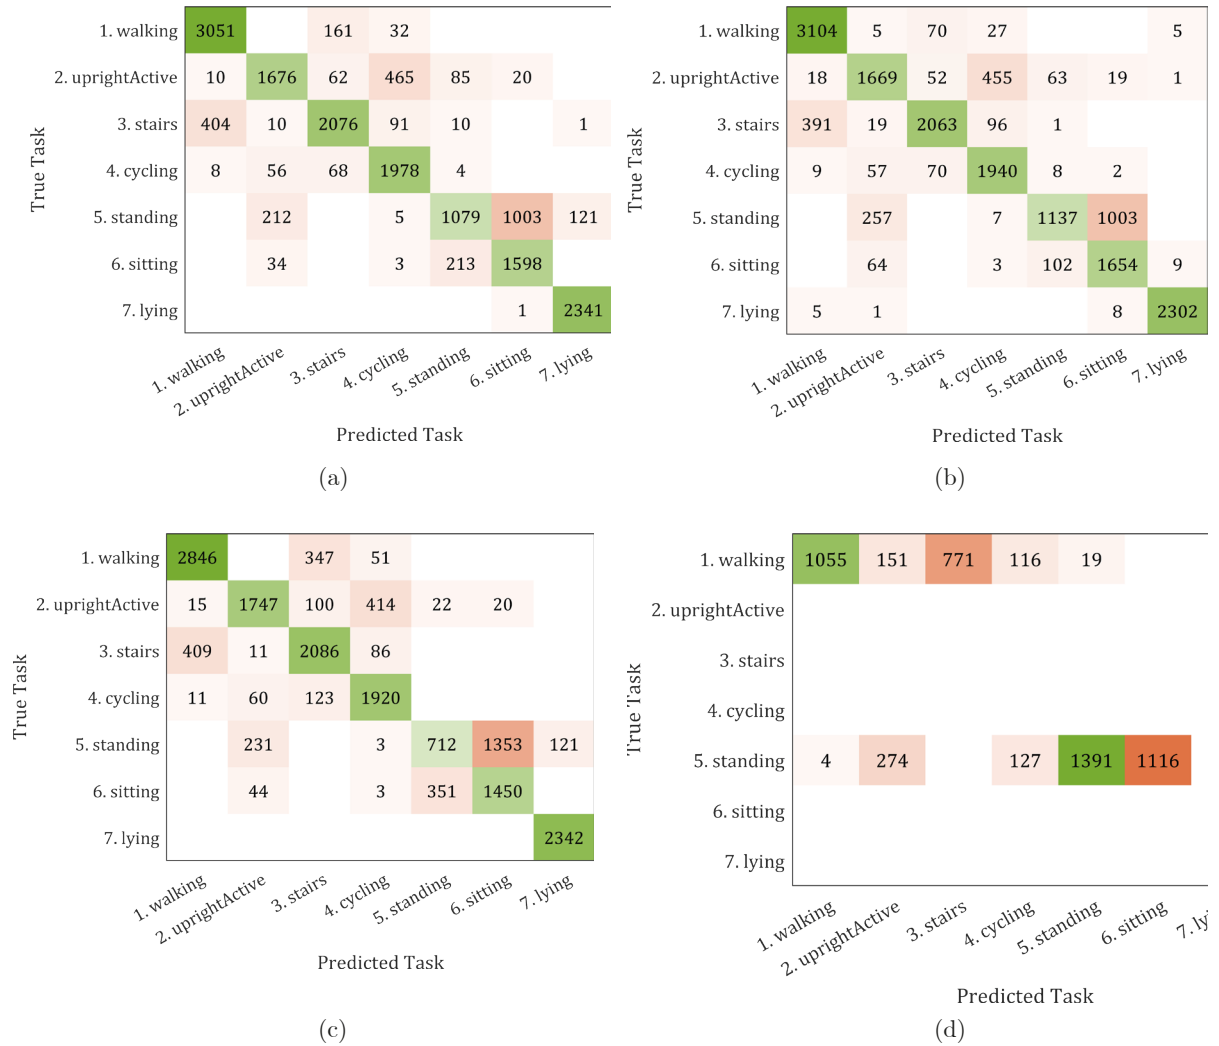 1. walking 3051 161 32
2. uprightActive 10 1676 62 465 85 20
3. stairs 404 10 2076 91 10 1
4. cycling 8 56 68 1978 4
5. standing 212 5 1079 1003 121
6. sitting 34 3 213 1598
7. lying 1 2341
True Task
1. walking 2. uprightActive 3. stairs 4. cycling 5. standing 6. sitting 7. lying
Predicted Task
(a)
1. walking 3104 5 70 27 5
2. uprightActive 18 1669 52 455 63 19 1
3. stairs 391 19 2063 96 1
4. cycling 9 57 70 1940 8 2
5. standing 257 7 1137 1003
6. sitting 64 3 102 1654 9
7. lying 5 1 8 2302
True Task
1. walking 2. uprightActive 3. stairs 4. cycling 5. standing 6. sitting 7. lying
Predicted Task
(b)
1. walking 2846 347 51
2. uprightActive 15 1747 100 414 22 20
3. stairs 409 11 2086 86
4. cycling 11 60 123 1920
5. standing 231 3 712 1353 121
6. sitting 44 3 351 1450
7. lying 2342
True Task
1. walking 2. uprightActive 3. stairs 4. cycling 5. standing 6. sitting 7. lying
Predicted Task
(c)
1. walking 1055 151 771 116 19
2. uprightActive
3. stairs
4. cycling
5. standing 4 274 127 1391 1116
6. sitting
7. lying
True Task
1. walking 2. uprightActive 3. stairs 4. cycling 5. standing 6. sitting 7. lyi
Predicted Task
(d)